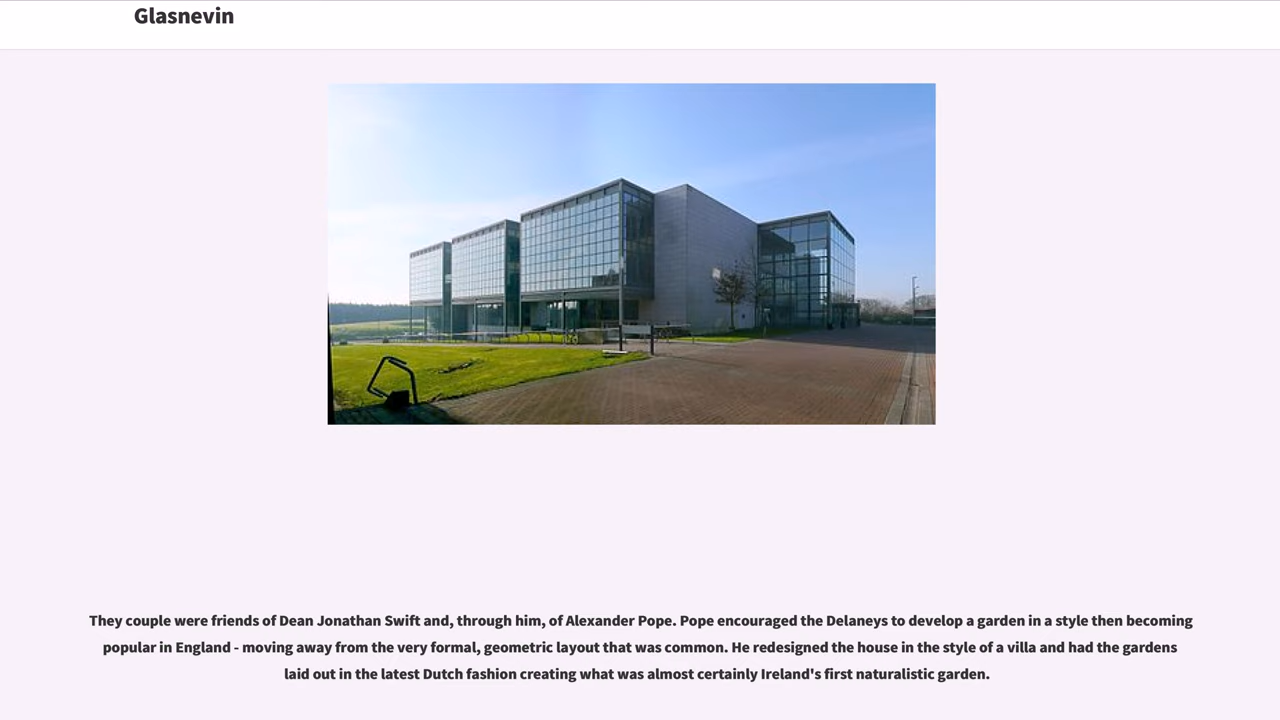 Glasnevin
They couple were friends of Dean Jonathan Swift and, through him, of Alexander Pope. Pope encouraged the Delaneys to develop a garden in a style then becoming
popular in England - moving away from the very formal, geometric layout that was common. He redesigned the house in the style of a villa and had the gardens
laid out in the latest Dutch fashion creating what was almost certainly Ireland's first naturalistic garden.